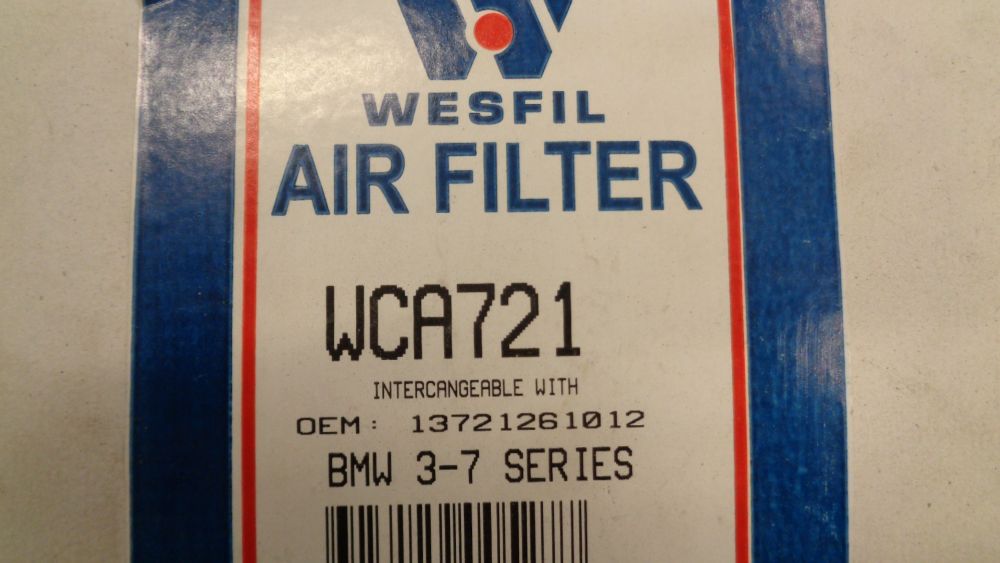 WESFIL
AIR FILTER
WCA721
INTERCANGEABLE WITH
OEM: 13721261012
BMW 3-7 SERIES